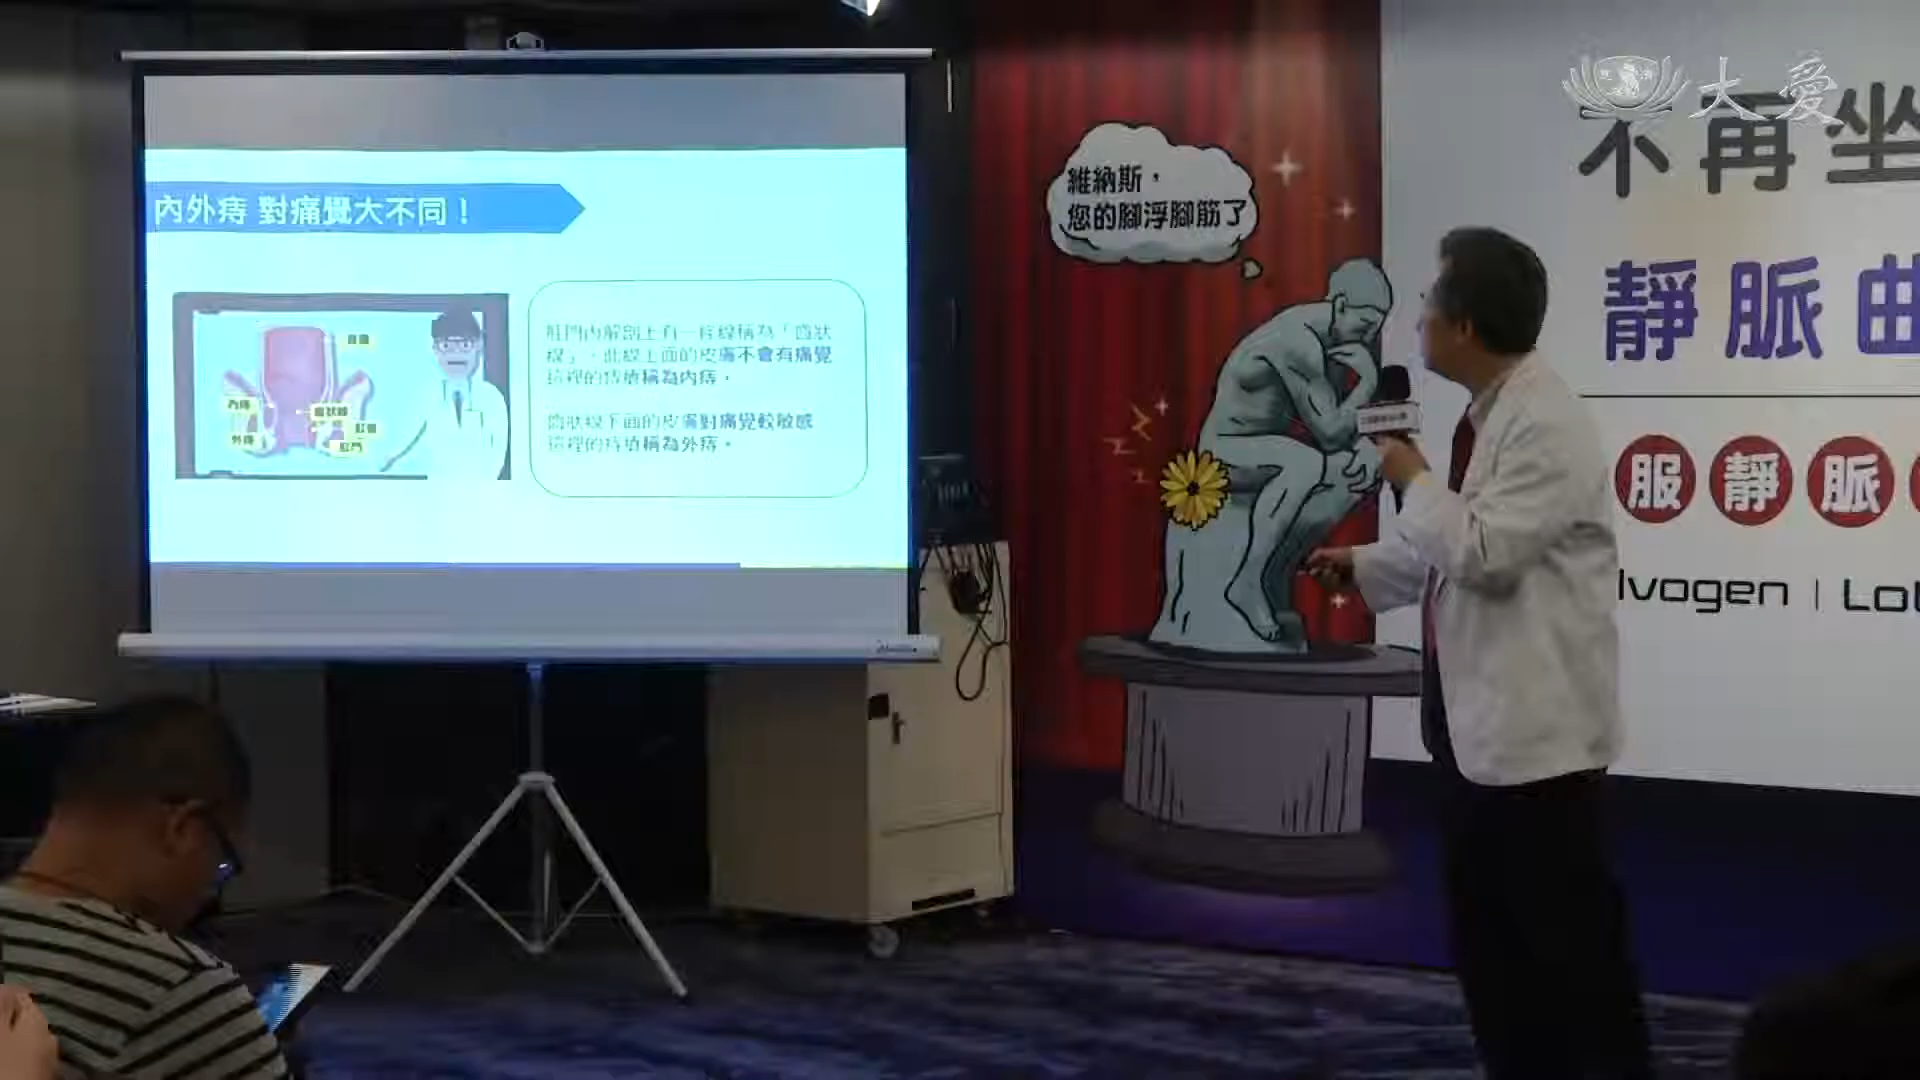 大愛
不再坐
維納斯，
您的腳浮腳筋了
靜脈曲
服靜脈
lvogen | Lot
內外痔 對痛覺大不同！
肛門內解剖上有一條線稱為「齒狀
線」，此線上面的皮膚不會有痛覺
這裡的痔瘡稱為內痔。
齒狀線下面的皮膚對痛覺較敏感
這裡的痔瘡稱為外痔。
直腸
內痔
齒狀線
外痔
肛管
肛門